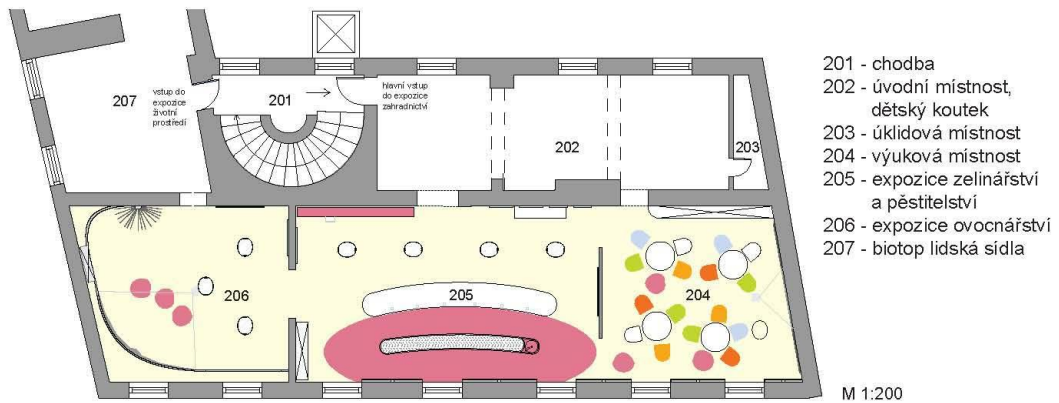 207
vstup do
expozice
životní
prostředí
201
hlavní vstup
do expozice
zahradnictví
202
203
206
205
204
201 - chodba
202 - úvodní místnost,
dětský koutek
203 - úklidová místnost
204 - výuková místnost
205 - expozice zelinářství
a pěstitelství
206 - expozice ovocnářství
207 - biotop lidská sídla
M 1:200